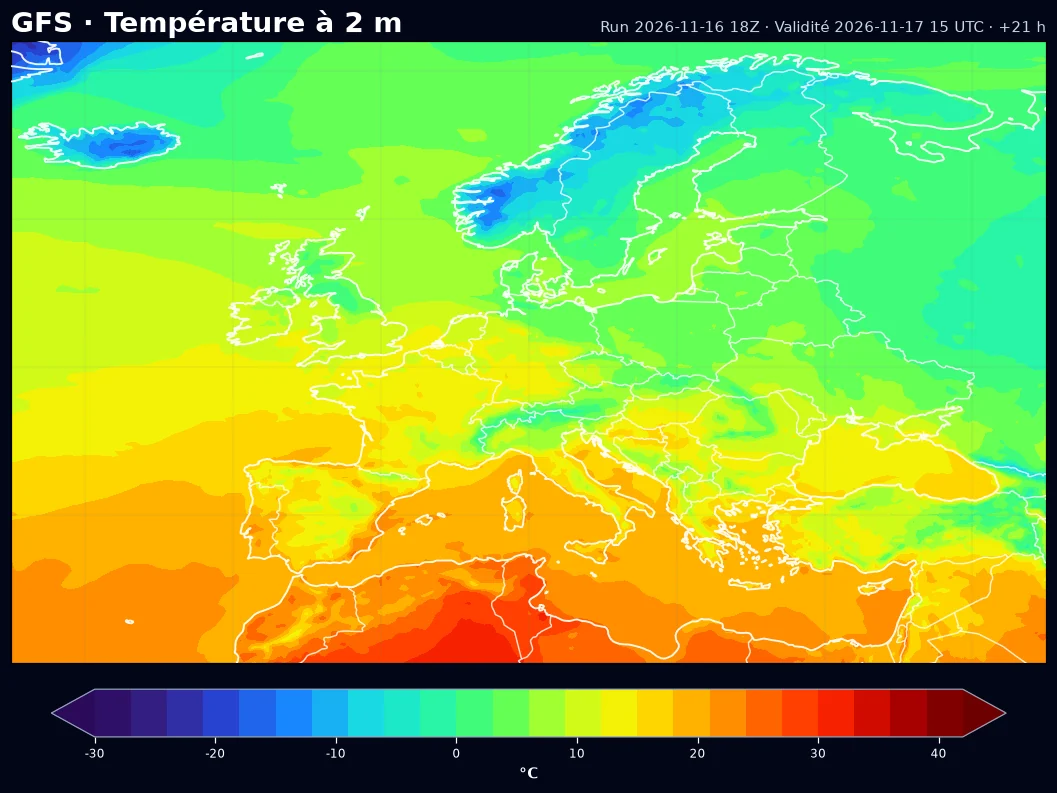 GFS · Température à 2 m
Run 2026-11-16 18Z · Validité 2026-11-17 15 UTC · +21 h
-30 -20 -10 0 10 20 30 40
°C